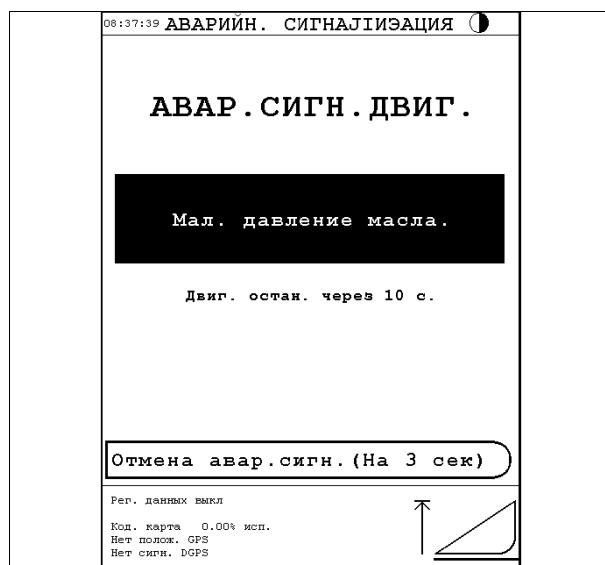 08:37:39 АВАРИЙН. СИГНАЛИЗАЦИЯ
АВАР.СИГН.ДВИГ.
Мал. давление масла.
Двиг. остан. через 10 с.
Отмена авар.сигн.(На 3 сек)
Рег. данных выкл
Код. карта 0.00% исп.
Нет полож. GPS
Нет сигн. DGPS